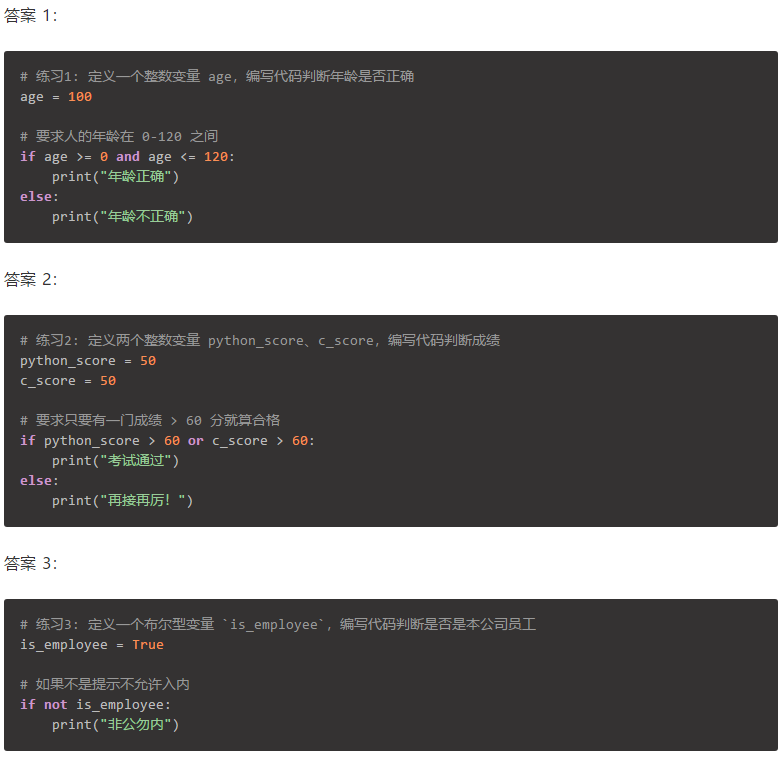 答案 1：
# 练习1: 定义一个整数变量 age，编写代码判断年龄是否正确
age = 100
# 要求人的年龄在 0-120 之间
if age >= 0 and age <= 120:
    print("年龄正确")
else:
    print("年龄不正确")
答案 2：
# 练习2: 定义两个整数变量 python_score、c_score，编写代码判断成绩
python_score = 50
c_score = 50
# 要求只要有一门成绩 > 60 分就算合格
if python_score > 60 or c_score > 60:
    print("考试通过")
else:
    print("再接再厉！")
答案 3：
# 练习3: 定义一个布尔型变量 `is_employee`，编写代码判断是否是本公司员工
is_employee = True
# 如果不是提示不允许入内
if not is_employee:
    print("非公勿内")